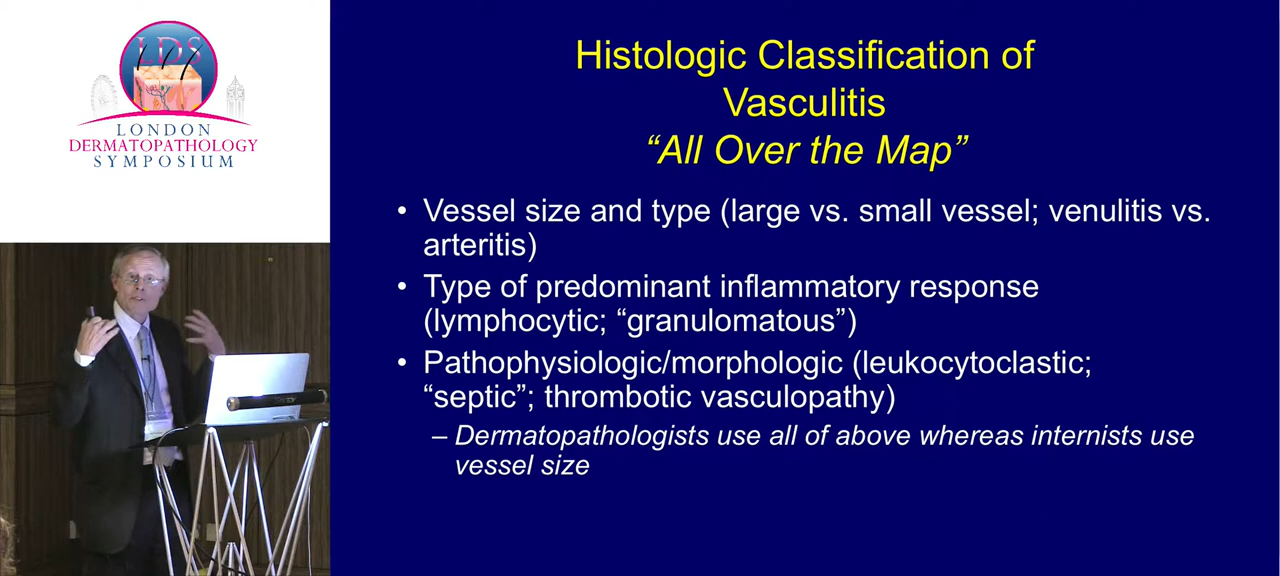 LDS
LONDON
DERMATOPATHOLOGY
SYMPOSIUM
Histologic Classification of
Vasculitis
“All Over the Map”
• Vessel size and type (large vs. small vessel; venulitis vs.
arteritis)
• Type of predominant inflammatory response
(lymphocytic; “granulomatous”)
• Pathophysiologic/morphologic (leukocytoclastic;
“septic”; thrombotic vasculopathy)
– Dermatopathologists use all of above whereas internists use
vessel size